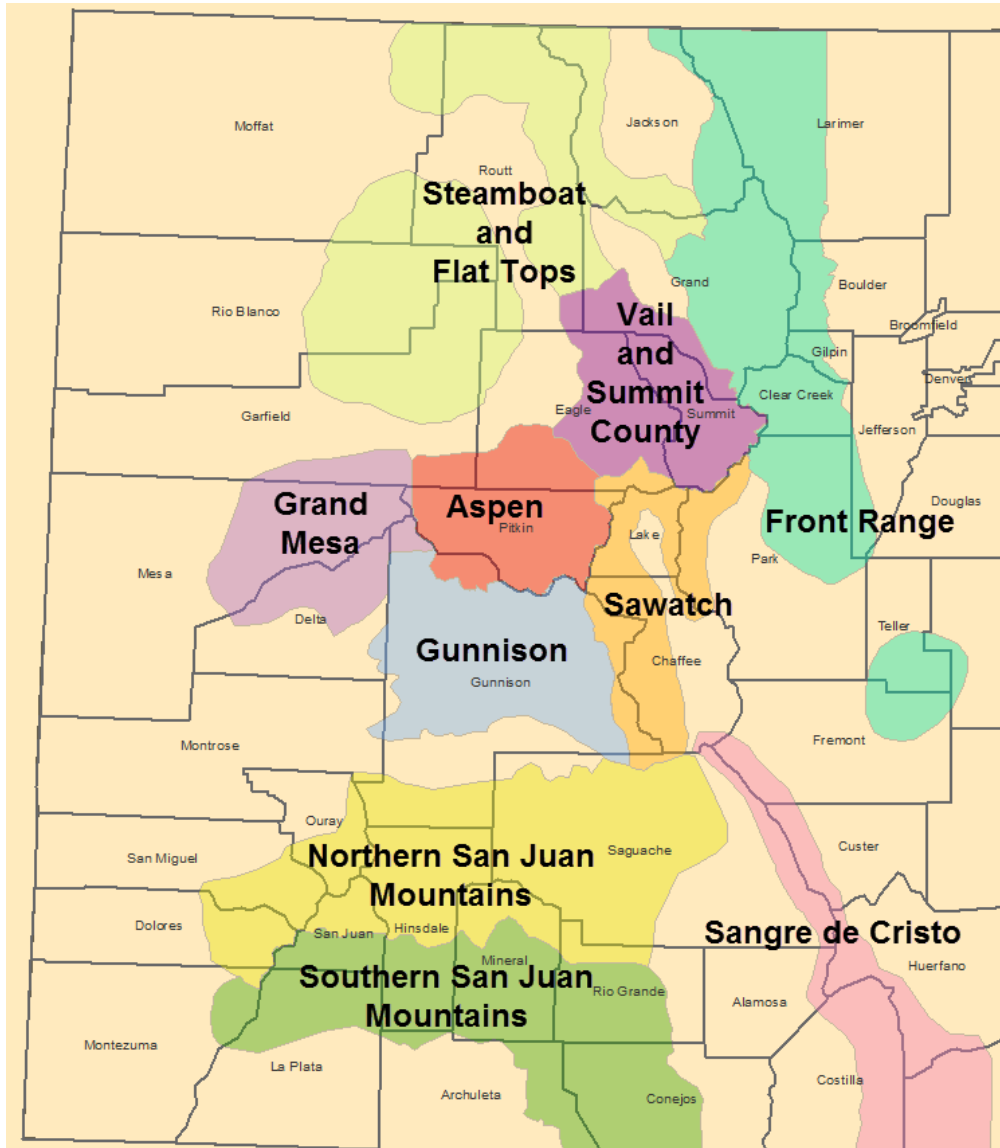 Moffat
Jackson
Larimer
Routt
Steamboat
and
Flat Tops
Grand
Boulder
Rio Blanco
Vail
and
Summit
County
Broomfield
Gilpin
Denver
Clear Creek
Garfield
Eagle
Summit
Jefferson
Grand
Mesa
Aspen
Pitkin
Front Range
Douglas
Lake
Park
Mesa
Delta
Sawatch
Teller
Gunnison
Gunnison
Chaffee
Montrose
Fremont
Ouray
Northern San Juan
Mountains
Saguache
San Miguel
Custer
Dolores
San Juan
Hinsdale
Sangre de Cristo
Mineral
Huerfano
Southern San Juan
Mountains
Rio Grande
Alamosa
Montezuma
La Plata
Archuleta
Conejos
Costilla